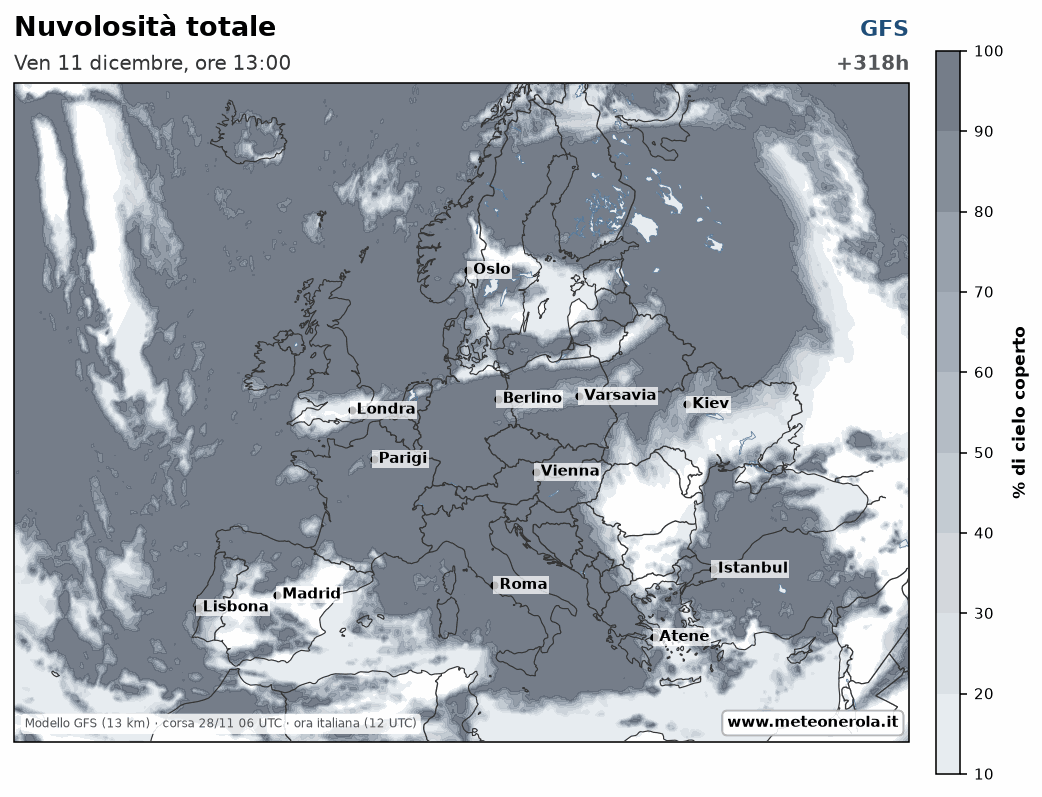 Nuvolosità totale
GFS
Ven 11 dicembre, ore 13:00
+318h
100
90
80
70
60
50
40
30
20
10
% di cielo coperto
Oslo
Londra
Berlino
Varsavia
Kiev
Parigi
Vienna
Istanbul
Roma
Madrid
Lisbona
Atene
Modello GFS (13 km) · corsa 28/11 06 UTC · ora italiana (12 UTC)
www.meteonerola.it